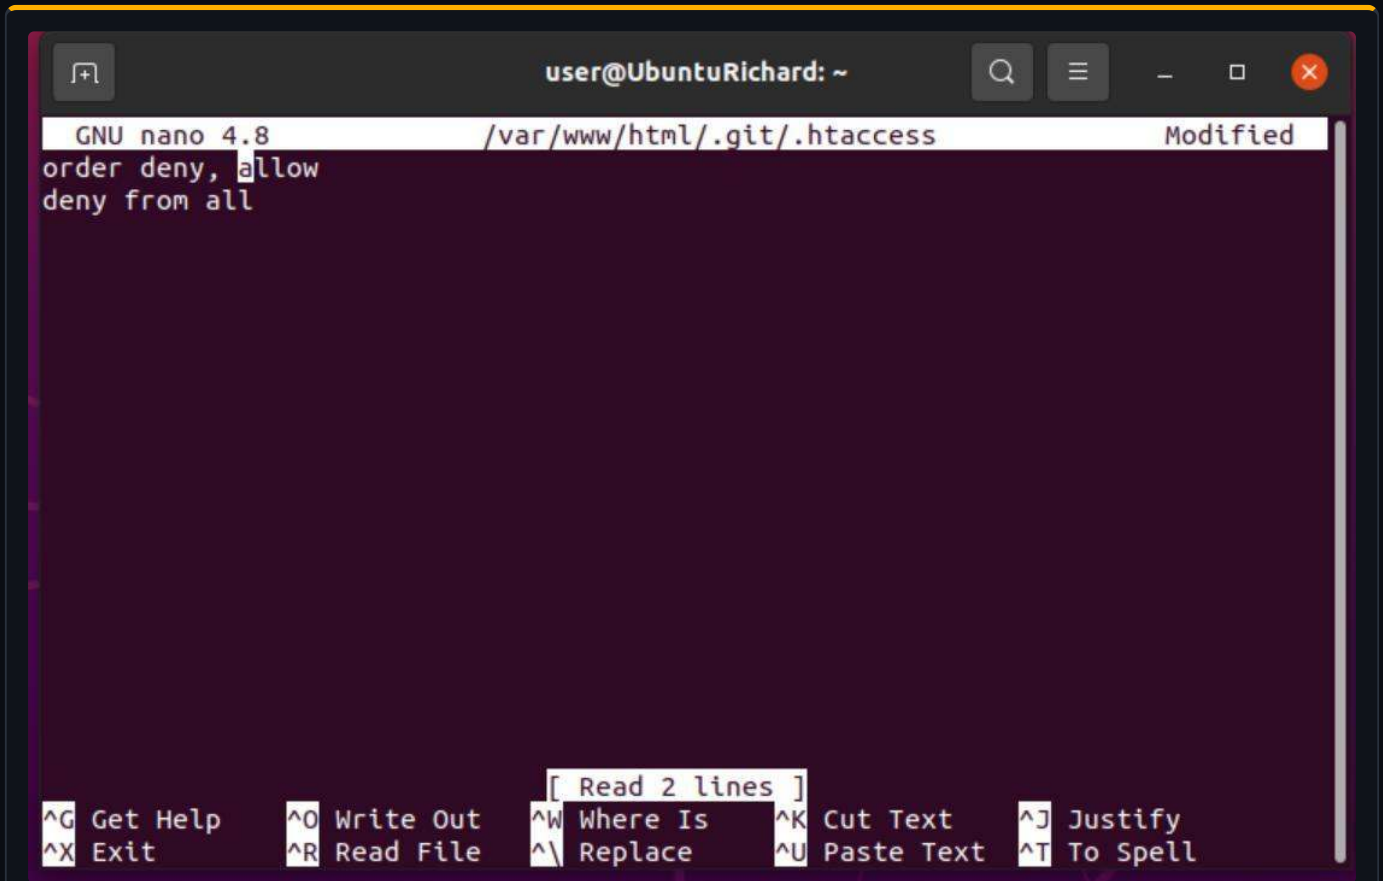 user@UbuntuRichard: ~
GNU nano 4.8 /var/www/html/.git/.htaccess Modified
order deny, allow
deny from all
[ Read 2 lines ]
^G Get Help ^O Write Out ^W Where Is ^K Cut Text ^J Justify
^X Exit ^R Read File ^\ Replace ^U Paste Text ^T To Spell